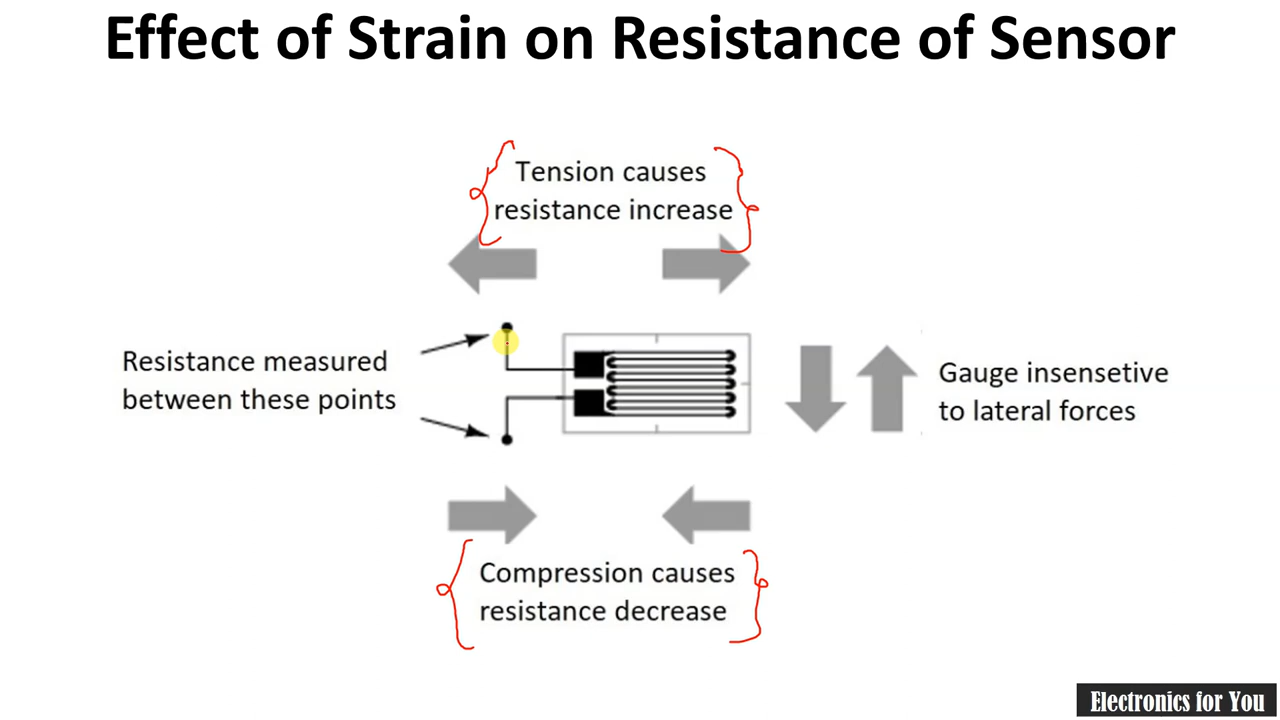 Effect of Strain on Resistance of Sensor
Tension causes
resistance increase
Resistance measured
between these points
Gauge insensetive
to lateral forces
Compression causes
resistance decrease
Electronics for You